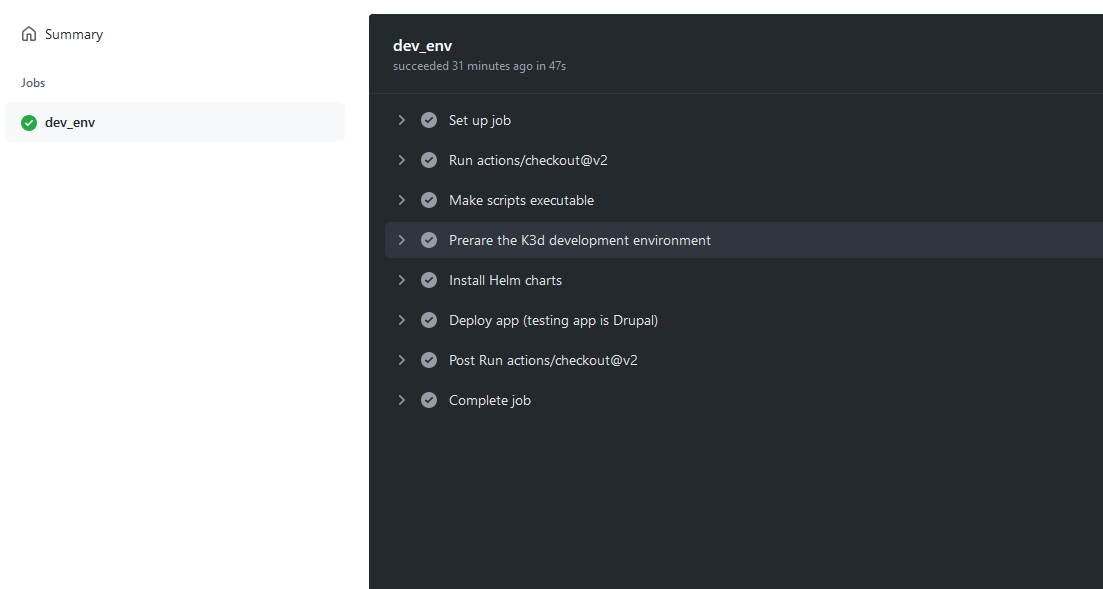 Summary
Jobs
dev_env
dev_env
succeeded 31 minutes ago in 47s
Set up job
Run actions/checkout@v2
Make scripts executable
Prerare the K3d development environment
Install Helm charts
Deploy app (testing app is Drupal)
Post Run actions/checkout@v2
Complete job